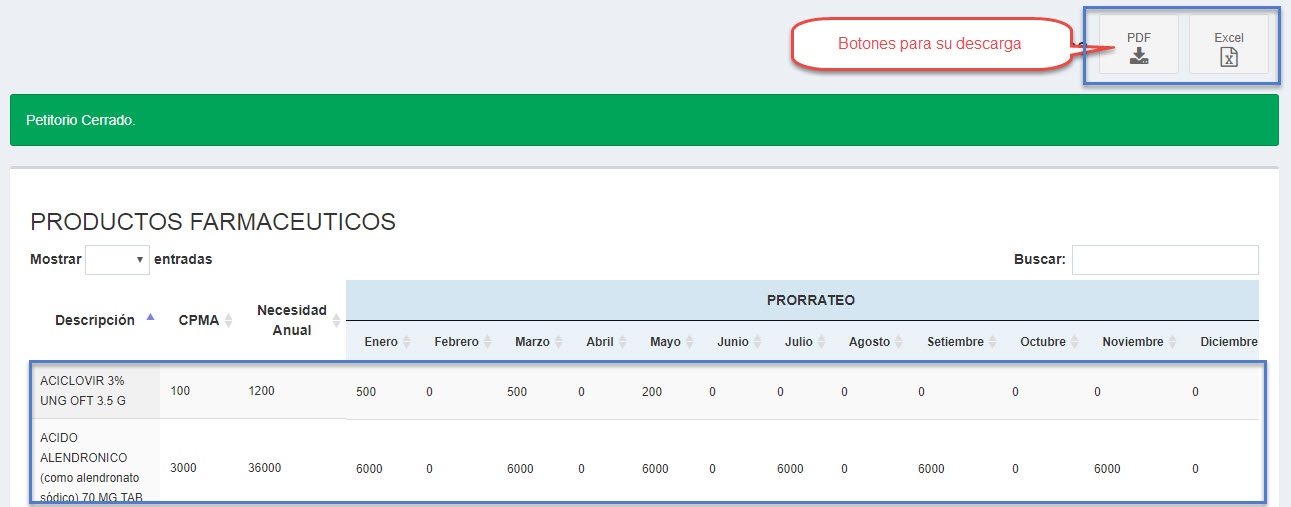 Botones para su descarga
PDF
Excel
Petitorio Cerrado.
PRODUCTOS FARMACEUTICOS
Mostrar entradas
Buscar:
Descripción CPMA Necesidad Anual PRORRATEO
Enero Febrero Marzo Abril Mayo Junio Julio Agosto Setiembre Octubre Noviembre Diciembre
ACICLOVIR 3%
UNG OFT 3.5 G
100 1200 500 0 500 0 200 0 0 0 0 0 0 0
ACIDO
ALENDRONICO
(como alendronato
sódico) 70 MG TAB
3000 36000 6000 0 6000 0 6000 0 6000 0 6000 0 6000 0